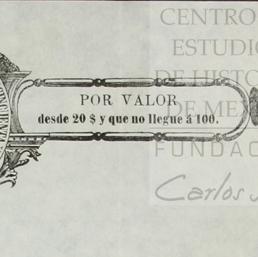 CENTRO
ESTUDIO
DE HISTO
DE MEX
FUNDAC
Carlos
POR VALOR
desde 20 $ y que no llegue á 100.